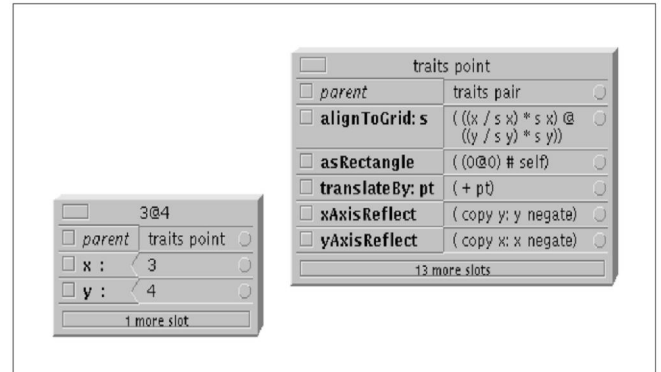 traits point
parent traits pair
alignToGrid: s ( ((x / s x) * s x) @
((y / s y) * s y))
asRectangle ( (0@0) # self)
translateBy: pt ( + pt)
xAxisReflect ( copy y: y negate)
yAxisReflect ( copy x: x negate)
13 more slots
3@4
parent traits point
x : 3
y : 4
1 more slot